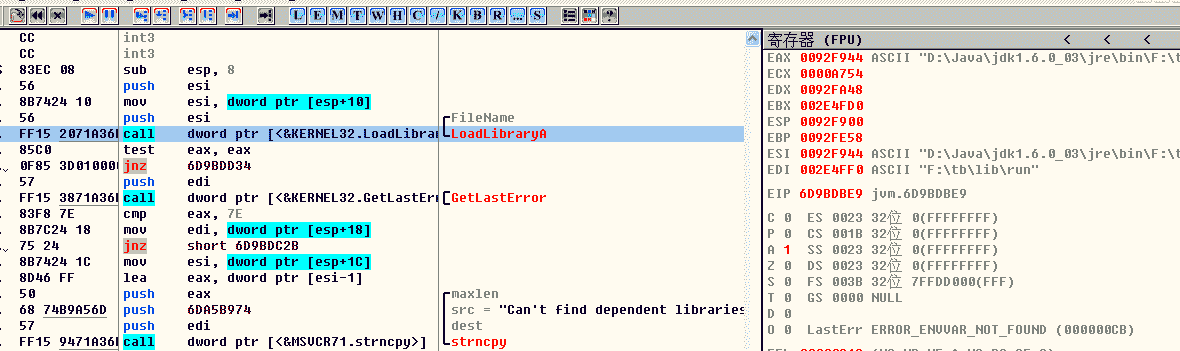 L E M T W H C / K B R ... S
CC int3
CC int3
83EC 08 sub esp, 8
56 push esi
8B7424 10 mov esi, dword ptr [esp+10]
56 push esi FileName
FF15 2071A36 call dword ptr [<&KERNEL32.LoadLibrar LoadLibraryA
85C0 test eax, eax
0F85 3D01000 jnz 6D9BDD34
57 push edi
FF15 3871A36 call dword ptr [<&KERNEL32.GetLastErr GetLastError
83F8 7E cmp eax, 7E
8B7C24 18 mov edi, dword ptr [esp+18]
75 24 jnz short 6D9BDC2B
8B7424 1C mov esi, dword ptr [esp+1C]
8D46 FF lea eax, dword ptr [esi-1]
50 push eax maxlen
68 74B9A56D push 6DA5B974 src = "Can't find dependent libraries
57 push edi dest
FF15 9471A36 call dword ptr [<&MSVCR71.strncpy>] strncpy
寄存器 (FPU) < < <
EAX 0092F944 ASCII "D:\Java\jdk1.6.0_03\jre\bin\F:\t
ECX 0000A754
EDX 0092FA48
EBX 002E4FD0
ESP 0092F900
EBP 0092FE58
ESI 0092F944 ASCII "D:\Java\jdk1.6.0_03\jre\bin\F:\t
EDI 002E4FF0 ASCII "F:\tb\lib\run"
EIP 6D9BDBE9 jvm.6D9BDBE9
C 0 ES 0023 32位 0(FFFFFFFF)
P 0 CS 001B 32位 0(FFFFFFFF)
A 1 SS 0023 32位 0(FFFFFFFF)
Z 0 DS 0023 32位 0(FFFFFFFF)
S 0 FS 003B 32位 7FFDD000(FFF)
T 0 GS 0000 NULL
D 0
O 0 LastErr ERROR_ENVVAR_NOT_FOUND (000000CB)